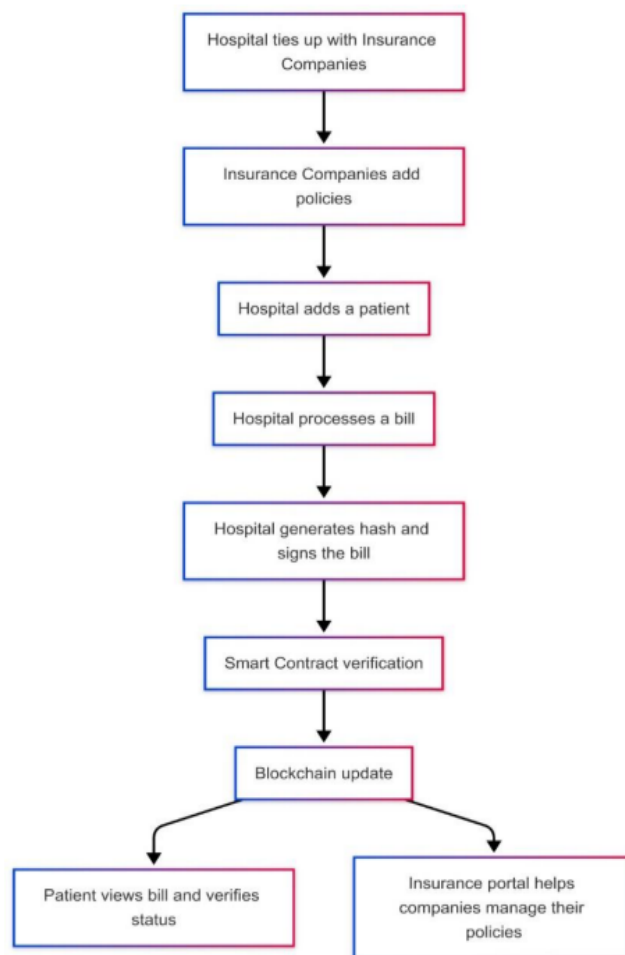 Hospital ties up with Insurance
Companies
Insurance Companies add
policies
Hospital adds a patient
Hospital processes a bill
Hospital generates hash and
signs the bill
Smart Contract verification
Blockchain update
Patient views bill and verifies
status
Insurance portal helps
companies manage their
policies